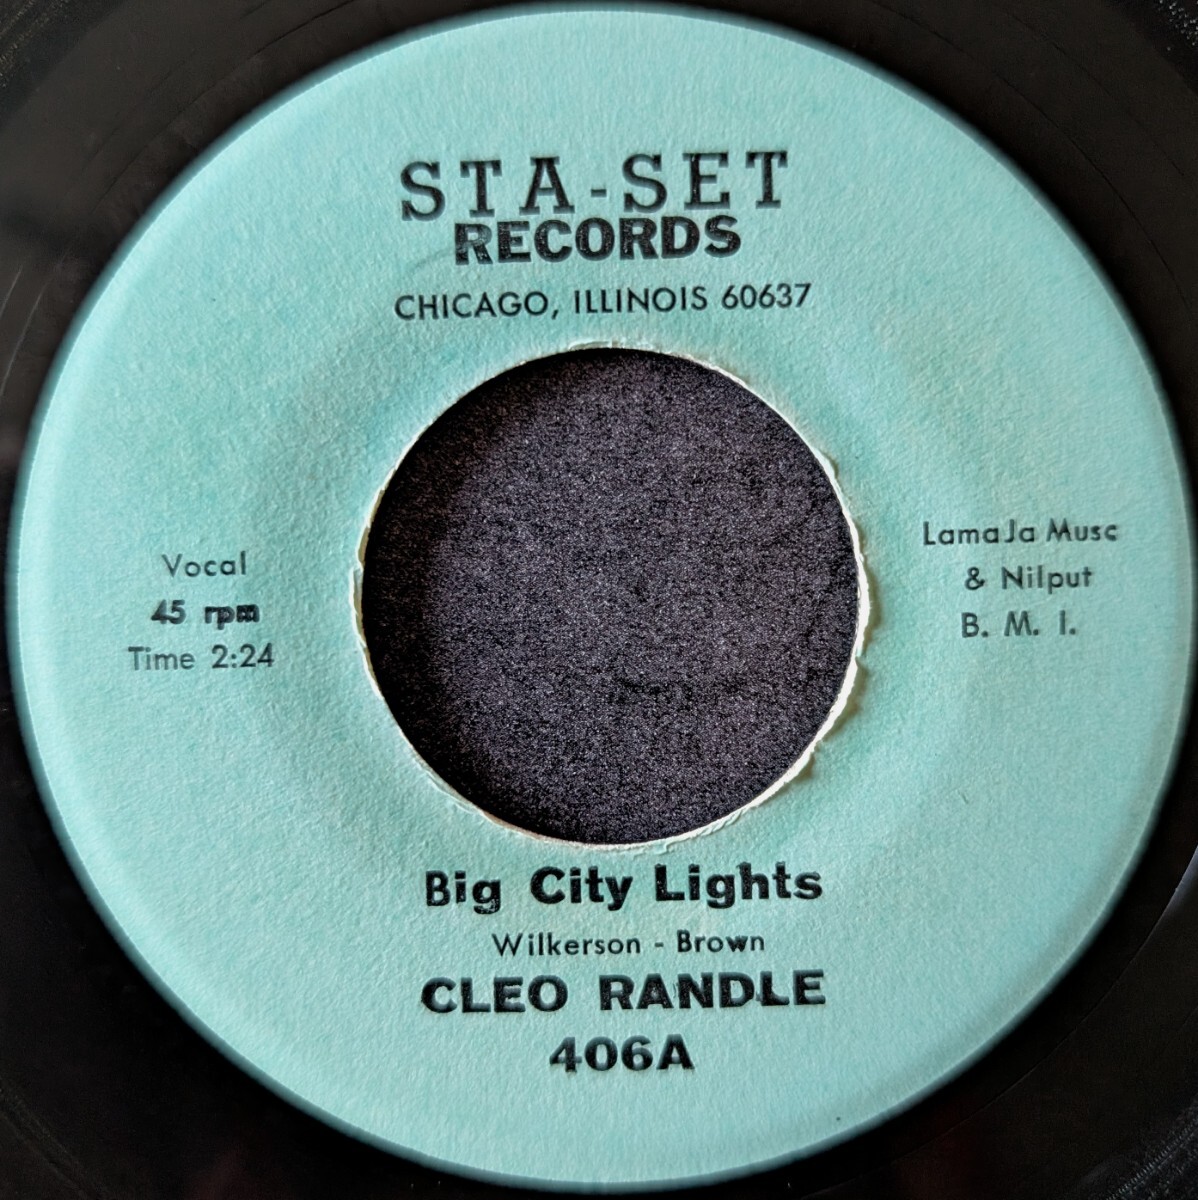 STA-SET
RECORDS
CHICAGO, ILLINOIS 60637
Vocal
45 rpm
Time 2:24
LamaJa Musc
& Nilput
B. M. I.
Big City Lights
Wilkerson - Brown
CLEO RANDLE
406A